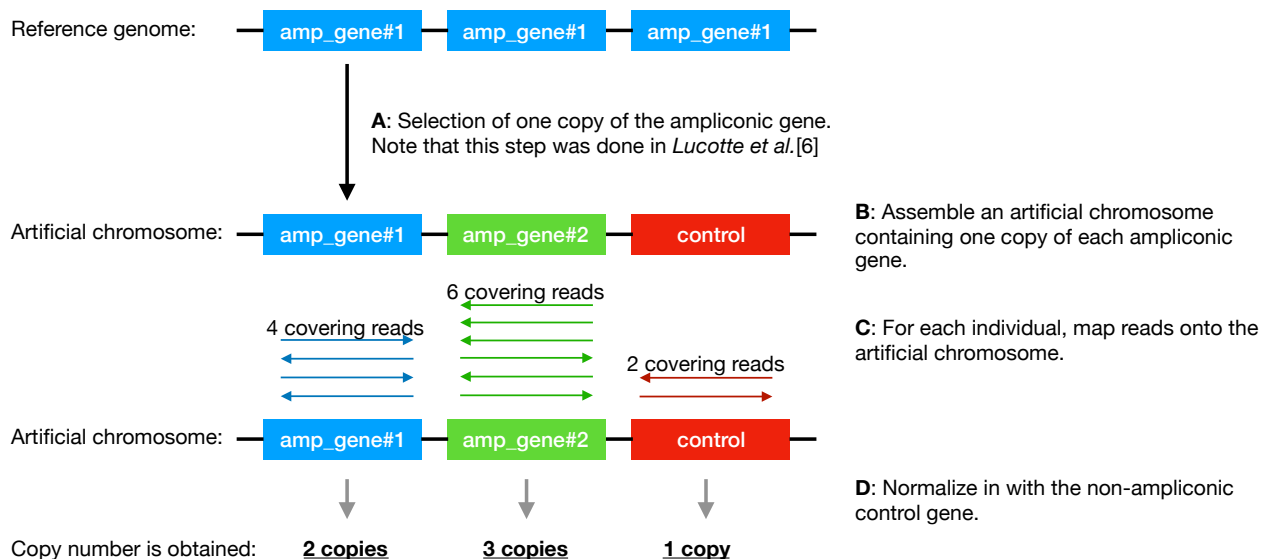 Reference genome:
amp_gene#1
amp_gene#1
amp_gene#1
A: Selection of one copy of the ampliconic gene.
Note that this step was done in Lucotte et al.[6]
Artificial chromosome:
amp_gene#1
amp_gene#2
control
B: Assemble an artificial chromosome
containing one copy of each ampliconic
gene.
4 covering reads
6 covering reads
2 covering reads
C: For each individual, map reads onto the
artificial chromosome.
Artificial chromosome:
amp_gene#1
amp_gene#2
control
D: Normalize in with the non-ampliconic
control gene.
Copy number is obtained:
2 copies
3 copies
1 copy